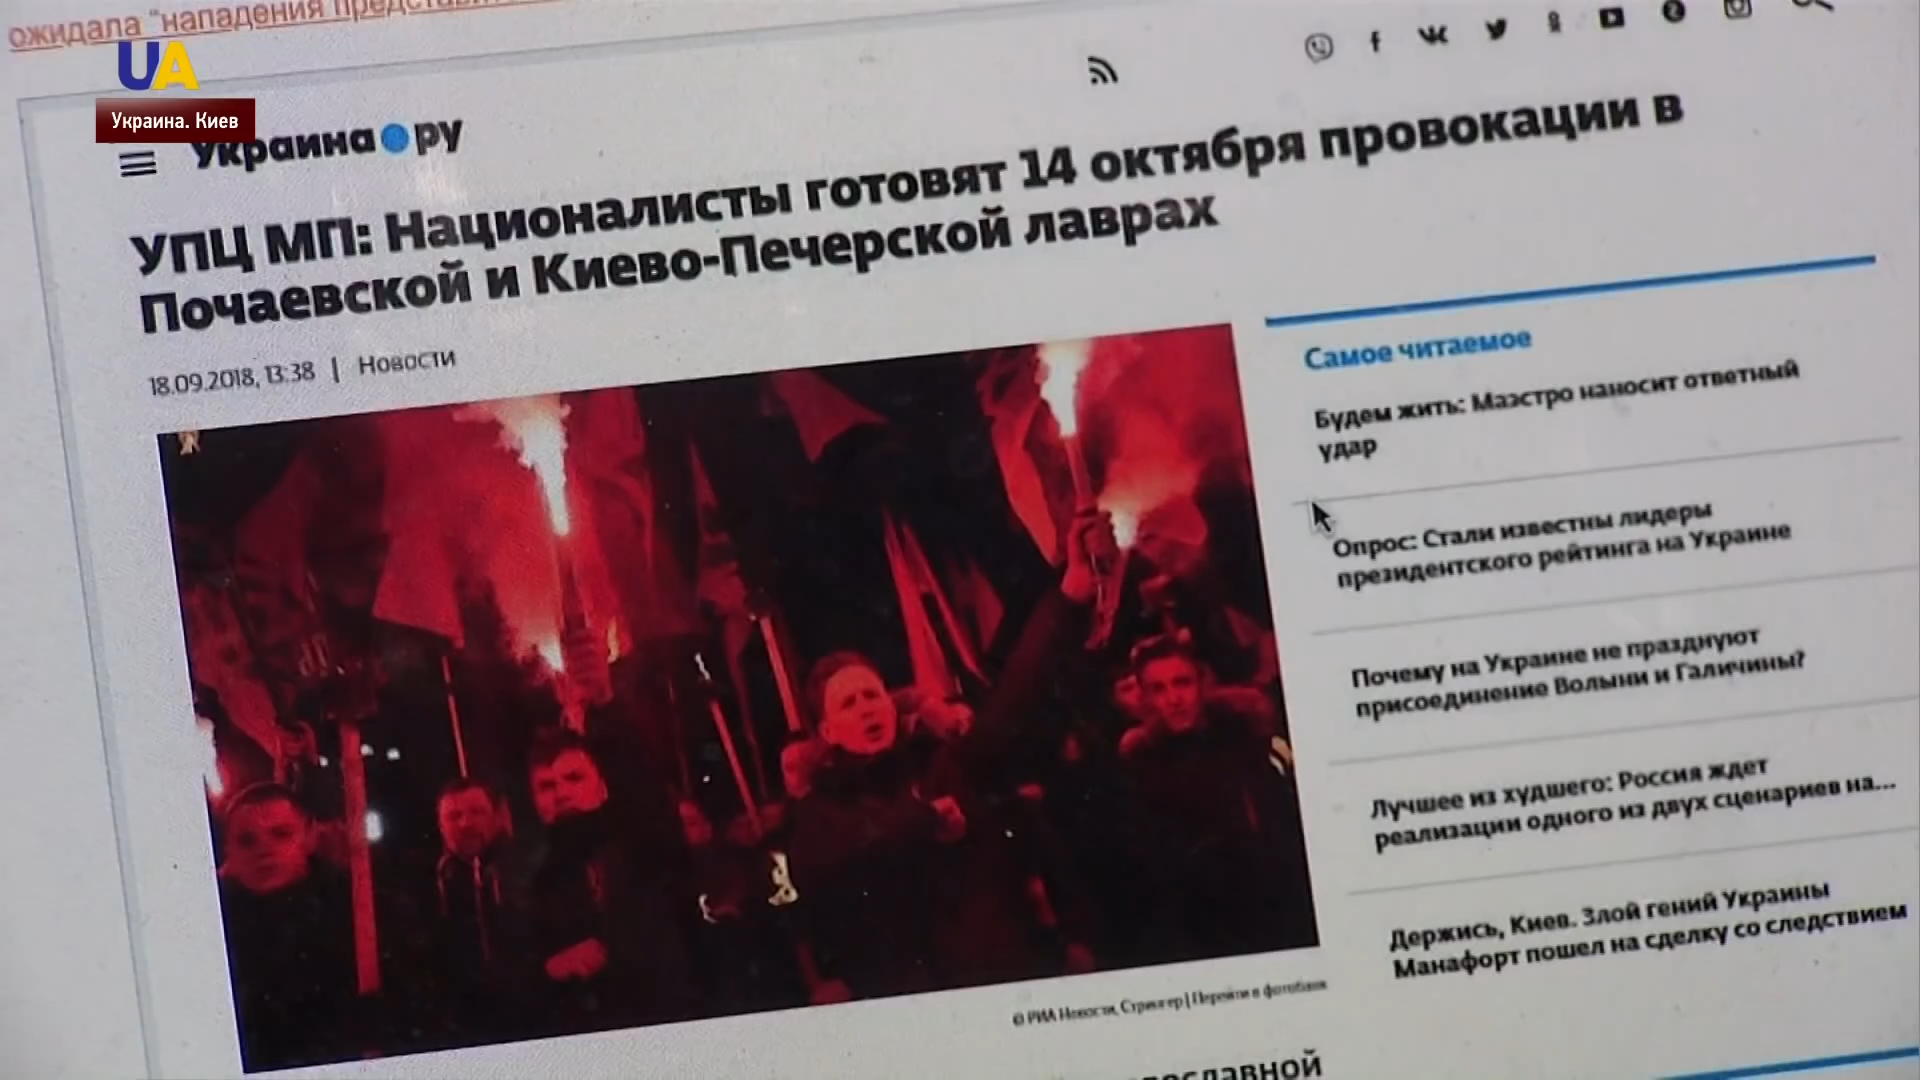 ожидала "нападения
UA
Украина. Киев
Украина.ру
УПЦ МП: Националисты готовят 14 октября провокации в
Почаевской и Киево-Печерской лаврах
18.09.2018, 13:38 | Новости
Самое читаемое
Будем жить: Маэстро наносит ответный
удар
Опрос: Стали известны лидеры
президентского рейтинга на Украине
Почему на Украине не празднуют
присоединение Волыни и Галичины?
Лучшее из худшего: Россия ждет
реализации одного из двух сценариев на...
Держись, Киев. Злой гений Украины
Манафорт пошел на сделку со следствием
© РИА Новости, Стрингер | Перейти в фотобанк